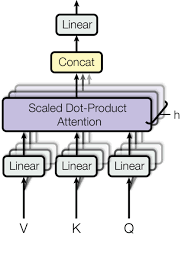 Linear
Concat
Scaled Dot-Product
Attention
h
Linear Linear Linear
V K Q